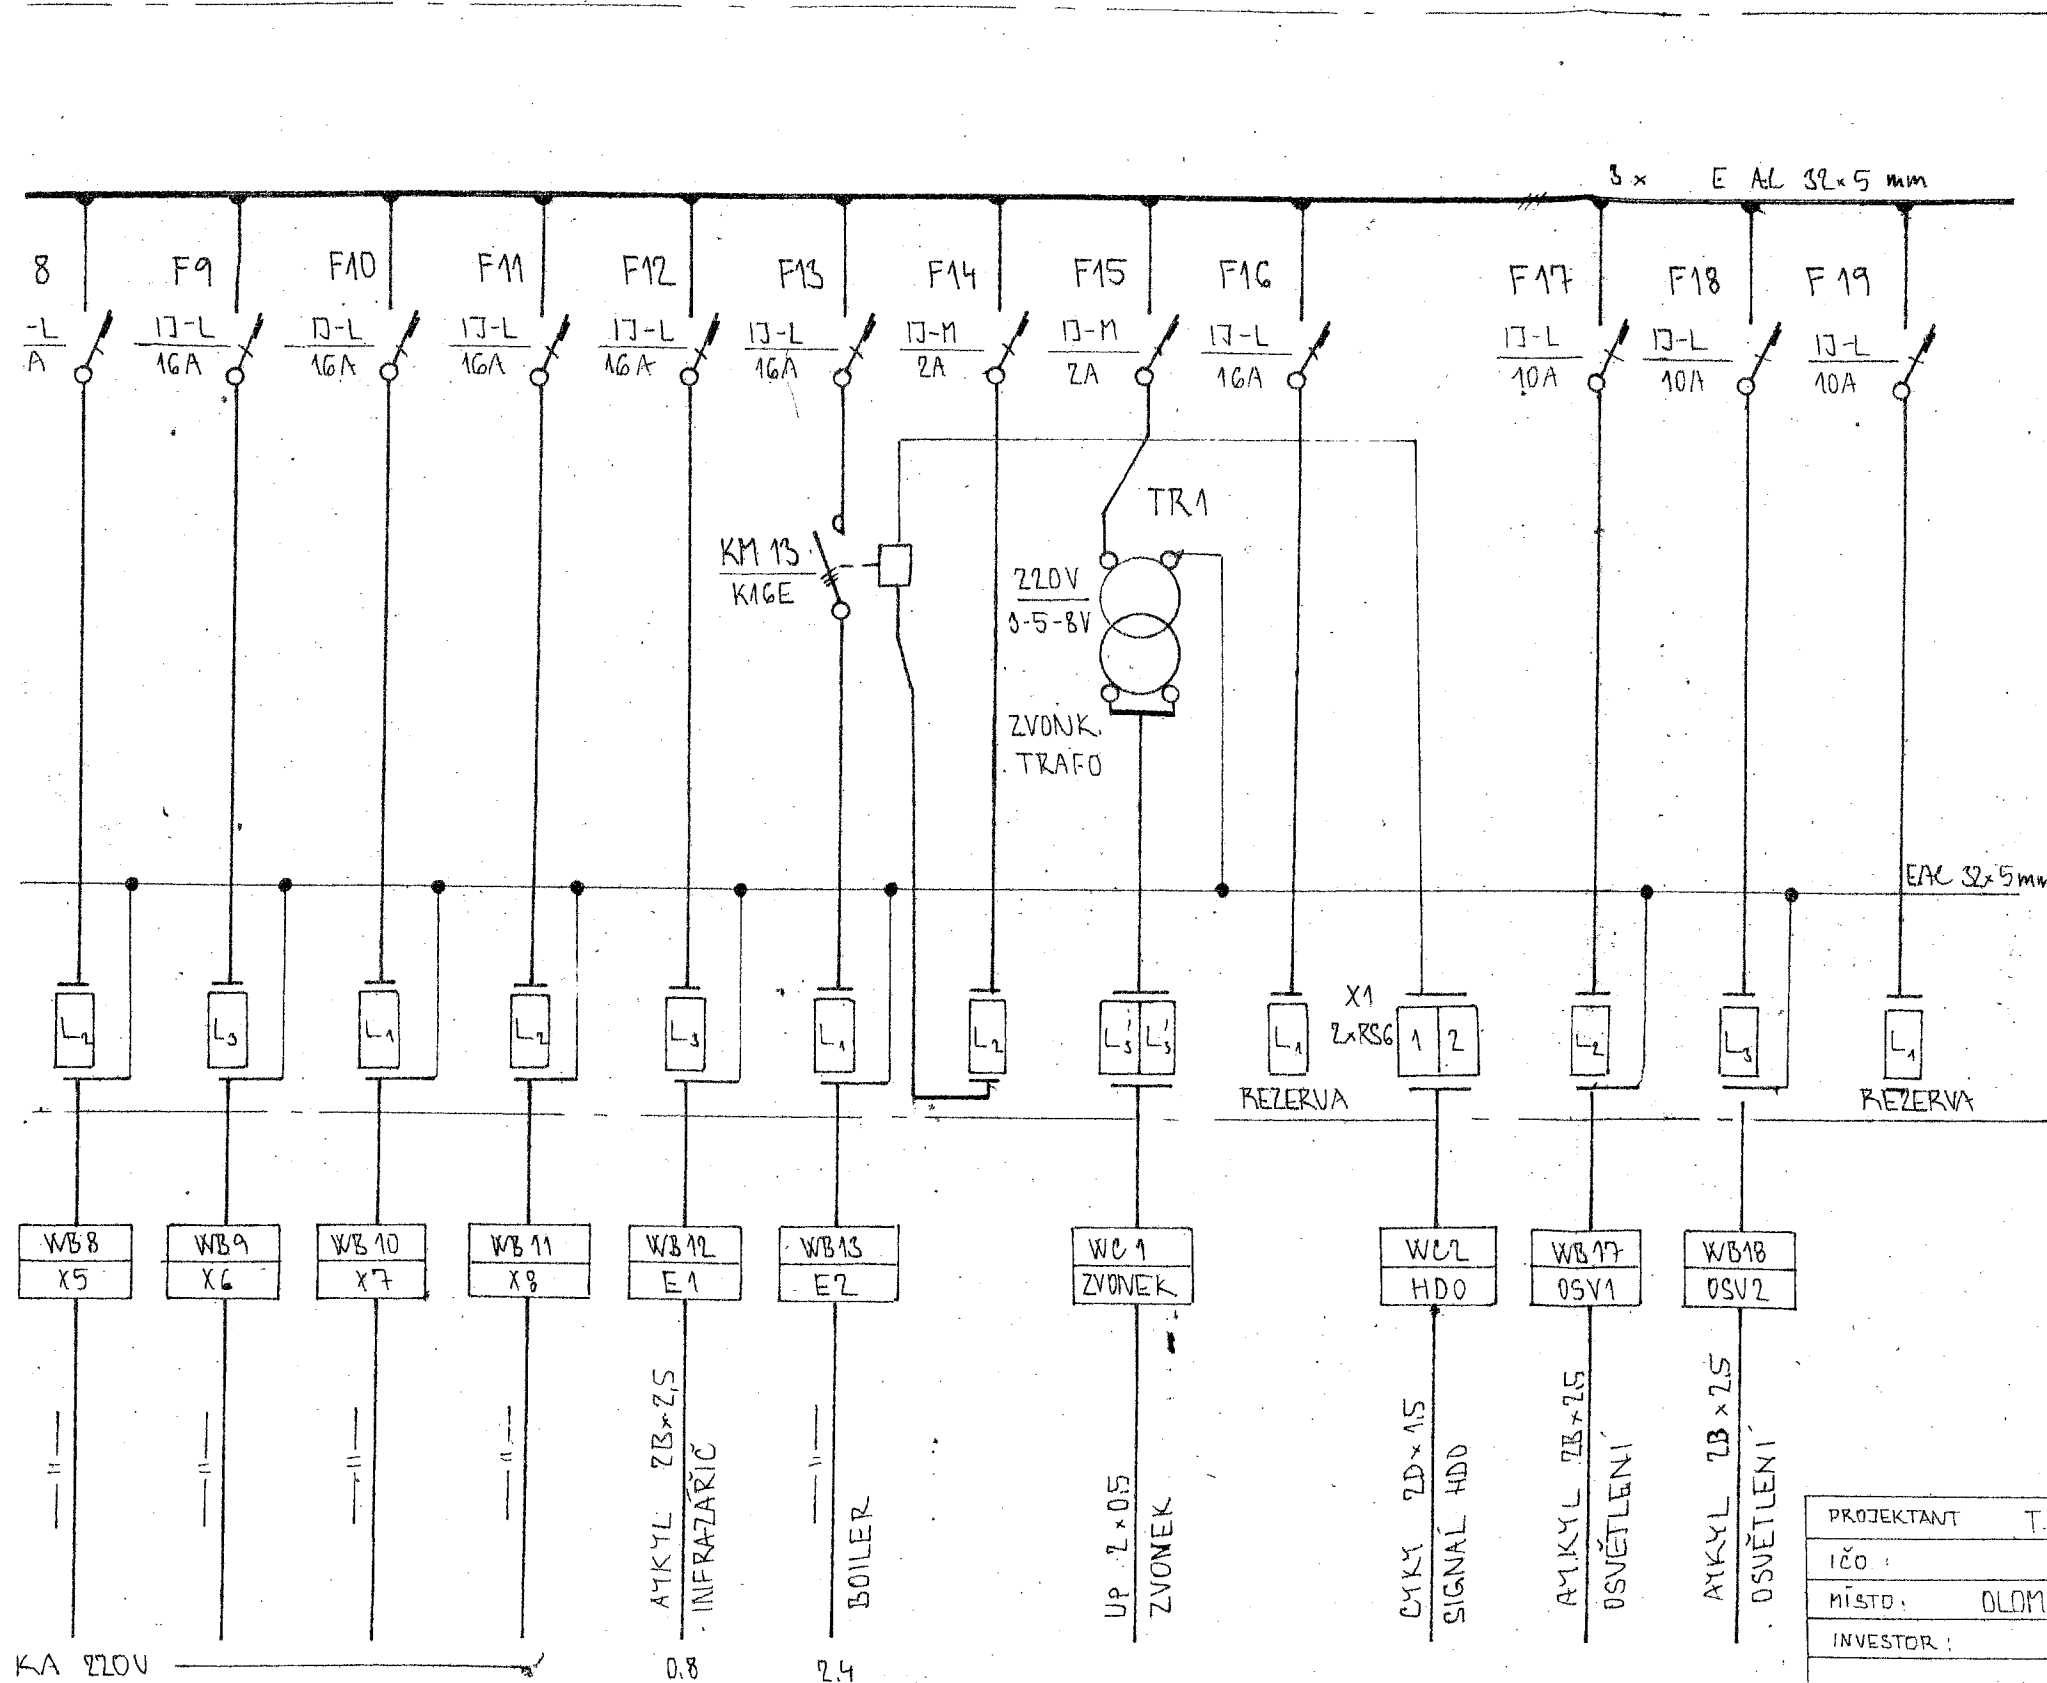 3 x E AL 32×5 mm
8 F9 F10 F11 F12 F13 F14 F15 F16 F17 F18 F19
-L IJ-L IJ-L IJ-L IJ-L IJ-L IJ-M IJ-M IJ-L IJ-L IJ-L IJ-L
A 16A 16A 16A 16A 16A 2A 2A 16A 10A 10A 10A
TR1
KM 13
K16E
220V
3-5-8V
ZVONK.
TRAFO
EAL 32×5 mm
X1
2×RS6
L2 L3 L1 L2 L3 L1 L2 L3' L3' L1 1 2 L2 L3 L1
REZERVA REZERVA
WB8 WB9 WB10 WB11 WB12 WB13 WC1 WC2 WB17 WB18
X5 X6 X7 X8 E1 E2 ZVONEK HDO OSV1 OSV2
—"— —"— —"— —"—
AYKYL 2B×2,5
INFRAZÁŘIČ
—"—
BOILER
UP 2×0.5
ZVONEK
CYKY 2D×1.5
SIGNÁL HDO
AYKYL 2B×2.5
OSVĚTLENÍ
AYKYL 2B×2.5
OSVĚTLENÍ
KA 220V 0.8 2.4
PROJEKTANT T.
IČO :
MÍSTO: OLOM
INVESTOR :